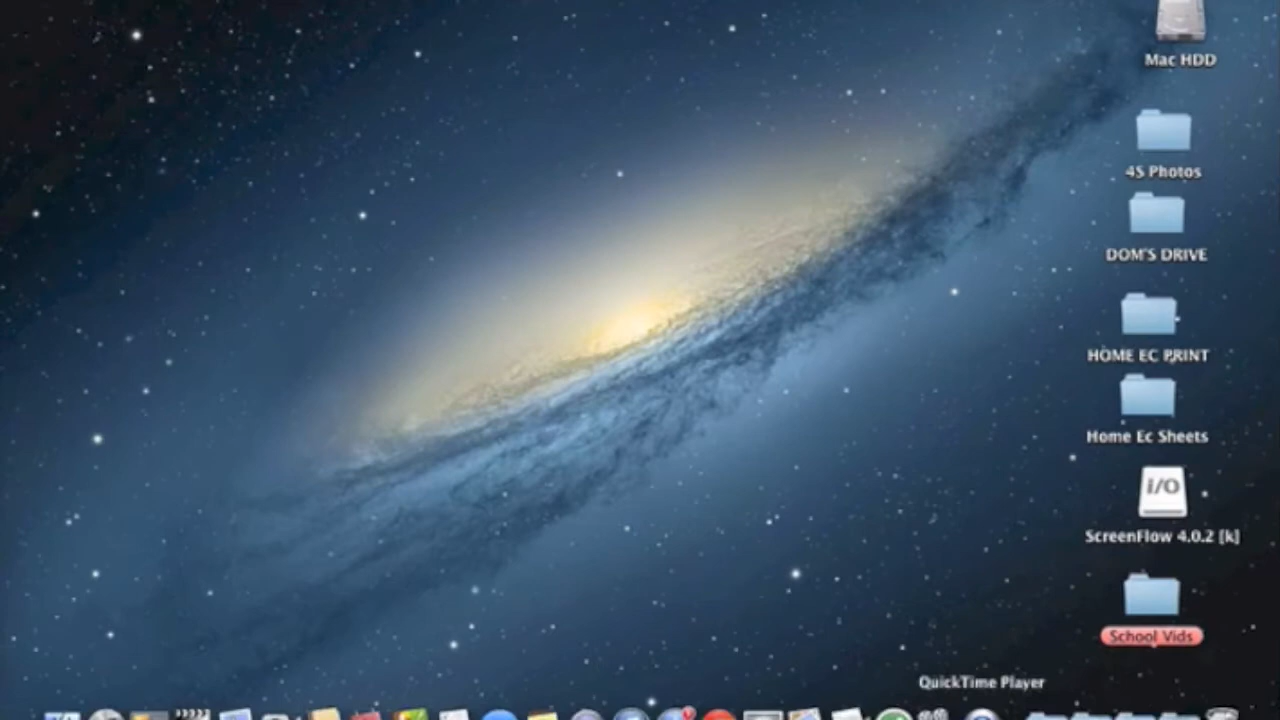 Mac HDD
4S Photos
DOM'S DRIVE
HOME EC PRINT
Home Ec Sheets
I/O
ScreenFlow 4.0.2 [k]
School Vids
QuickTime Player